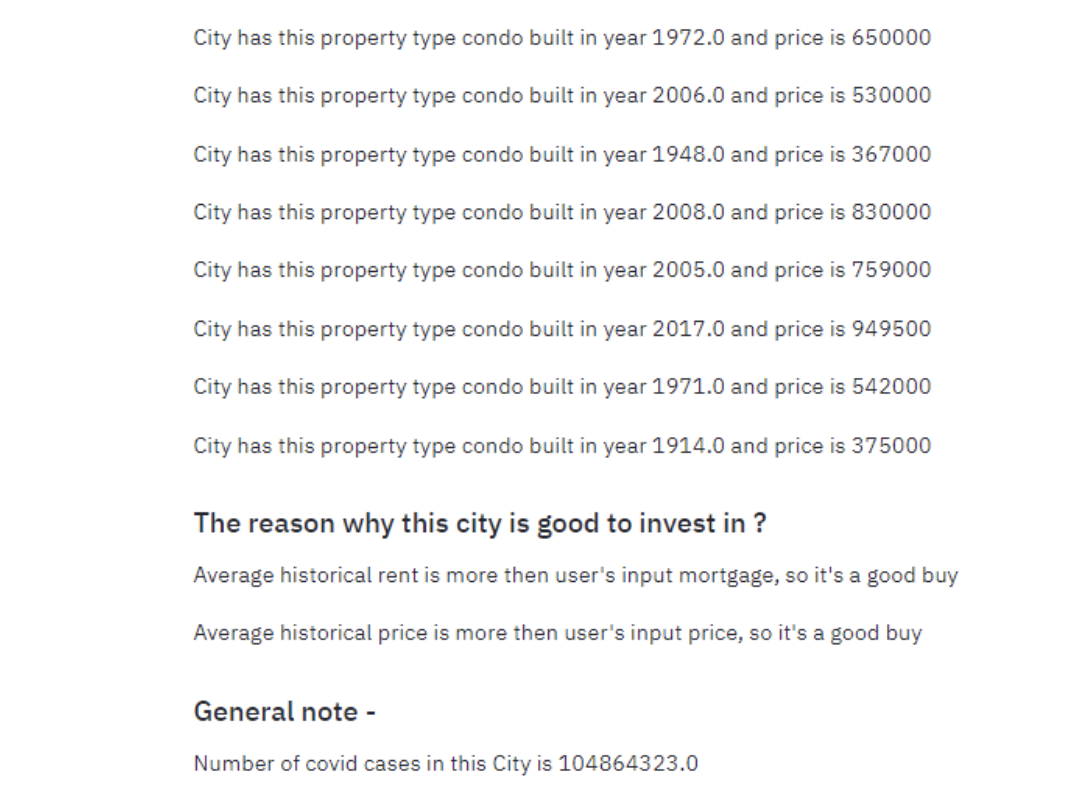 City has this property type condo built in year 1972.0 and price is 650000
City has this property type condo built in year 2006.0 and price is 530000
City has this property type condo built in year 1948.0 and price is 367000
City has this property type condo built in year 2008.0 and price is 830000
City has this property type condo built in year 2005.0 and price is 759000
City has this property type condo built in year 2017.0 and price is 949500
City has this property type condo built in year 1971.0 and price is 542000
City has this property type condo built in year 1914.0 and price is 375000
The reason why this city is good to invest in ?
Average historical rent is more then user's input mortgage, so it's a good buy
Average historical price is more then user's input price, so it's a good buy
General note -
Number of covid cases in this City is 104864323.0